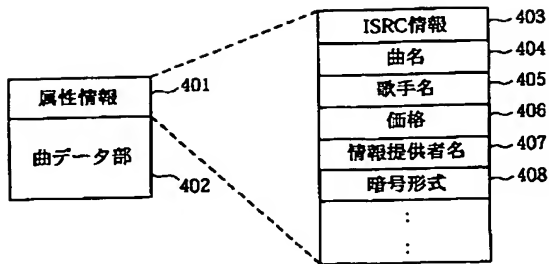 属性情報
401
曲データ部
402
ISRC情報
403
曲名
404
歌手名
405
価格
406
情報提供者名
407
暗号形式
408